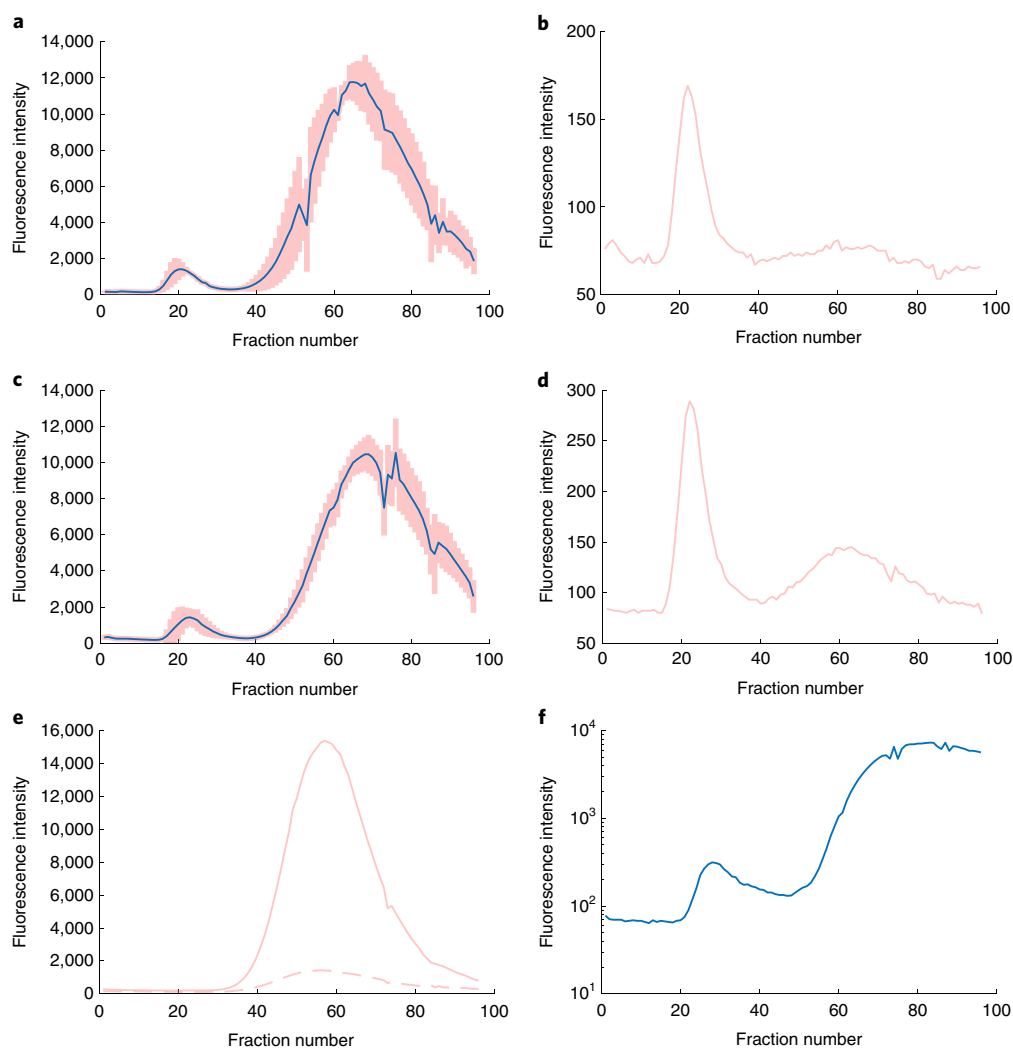 a
14,000
12,000
10,000
8,000
6,000
4,000
2,000
0
0 20 40 60 80 100
Fluorescence intensity
Fraction number
b
200
150
100
50
0 20 40 60 80 100
Fluorescence intensity
Fraction number
c
14,000
12,000
10,000
8,000
6,000
4,000
2,000
0
0 20 40 60 80 100
Fluorescence intensity
Fraction number
d
300
250
200
150
100
50
0 20 40 60 80 100
Fluorescence intensity
Fraction number
e
16,000
14,000
12,000
10,000
8,000
6,000
4,000
2,000
0
0 20 40 60 80 100
Fluorescence intensity
Fraction number
f
10⁴
10³
10²
10¹
0 20 40 60 80 100
Fluorescence intensity
Fraction number